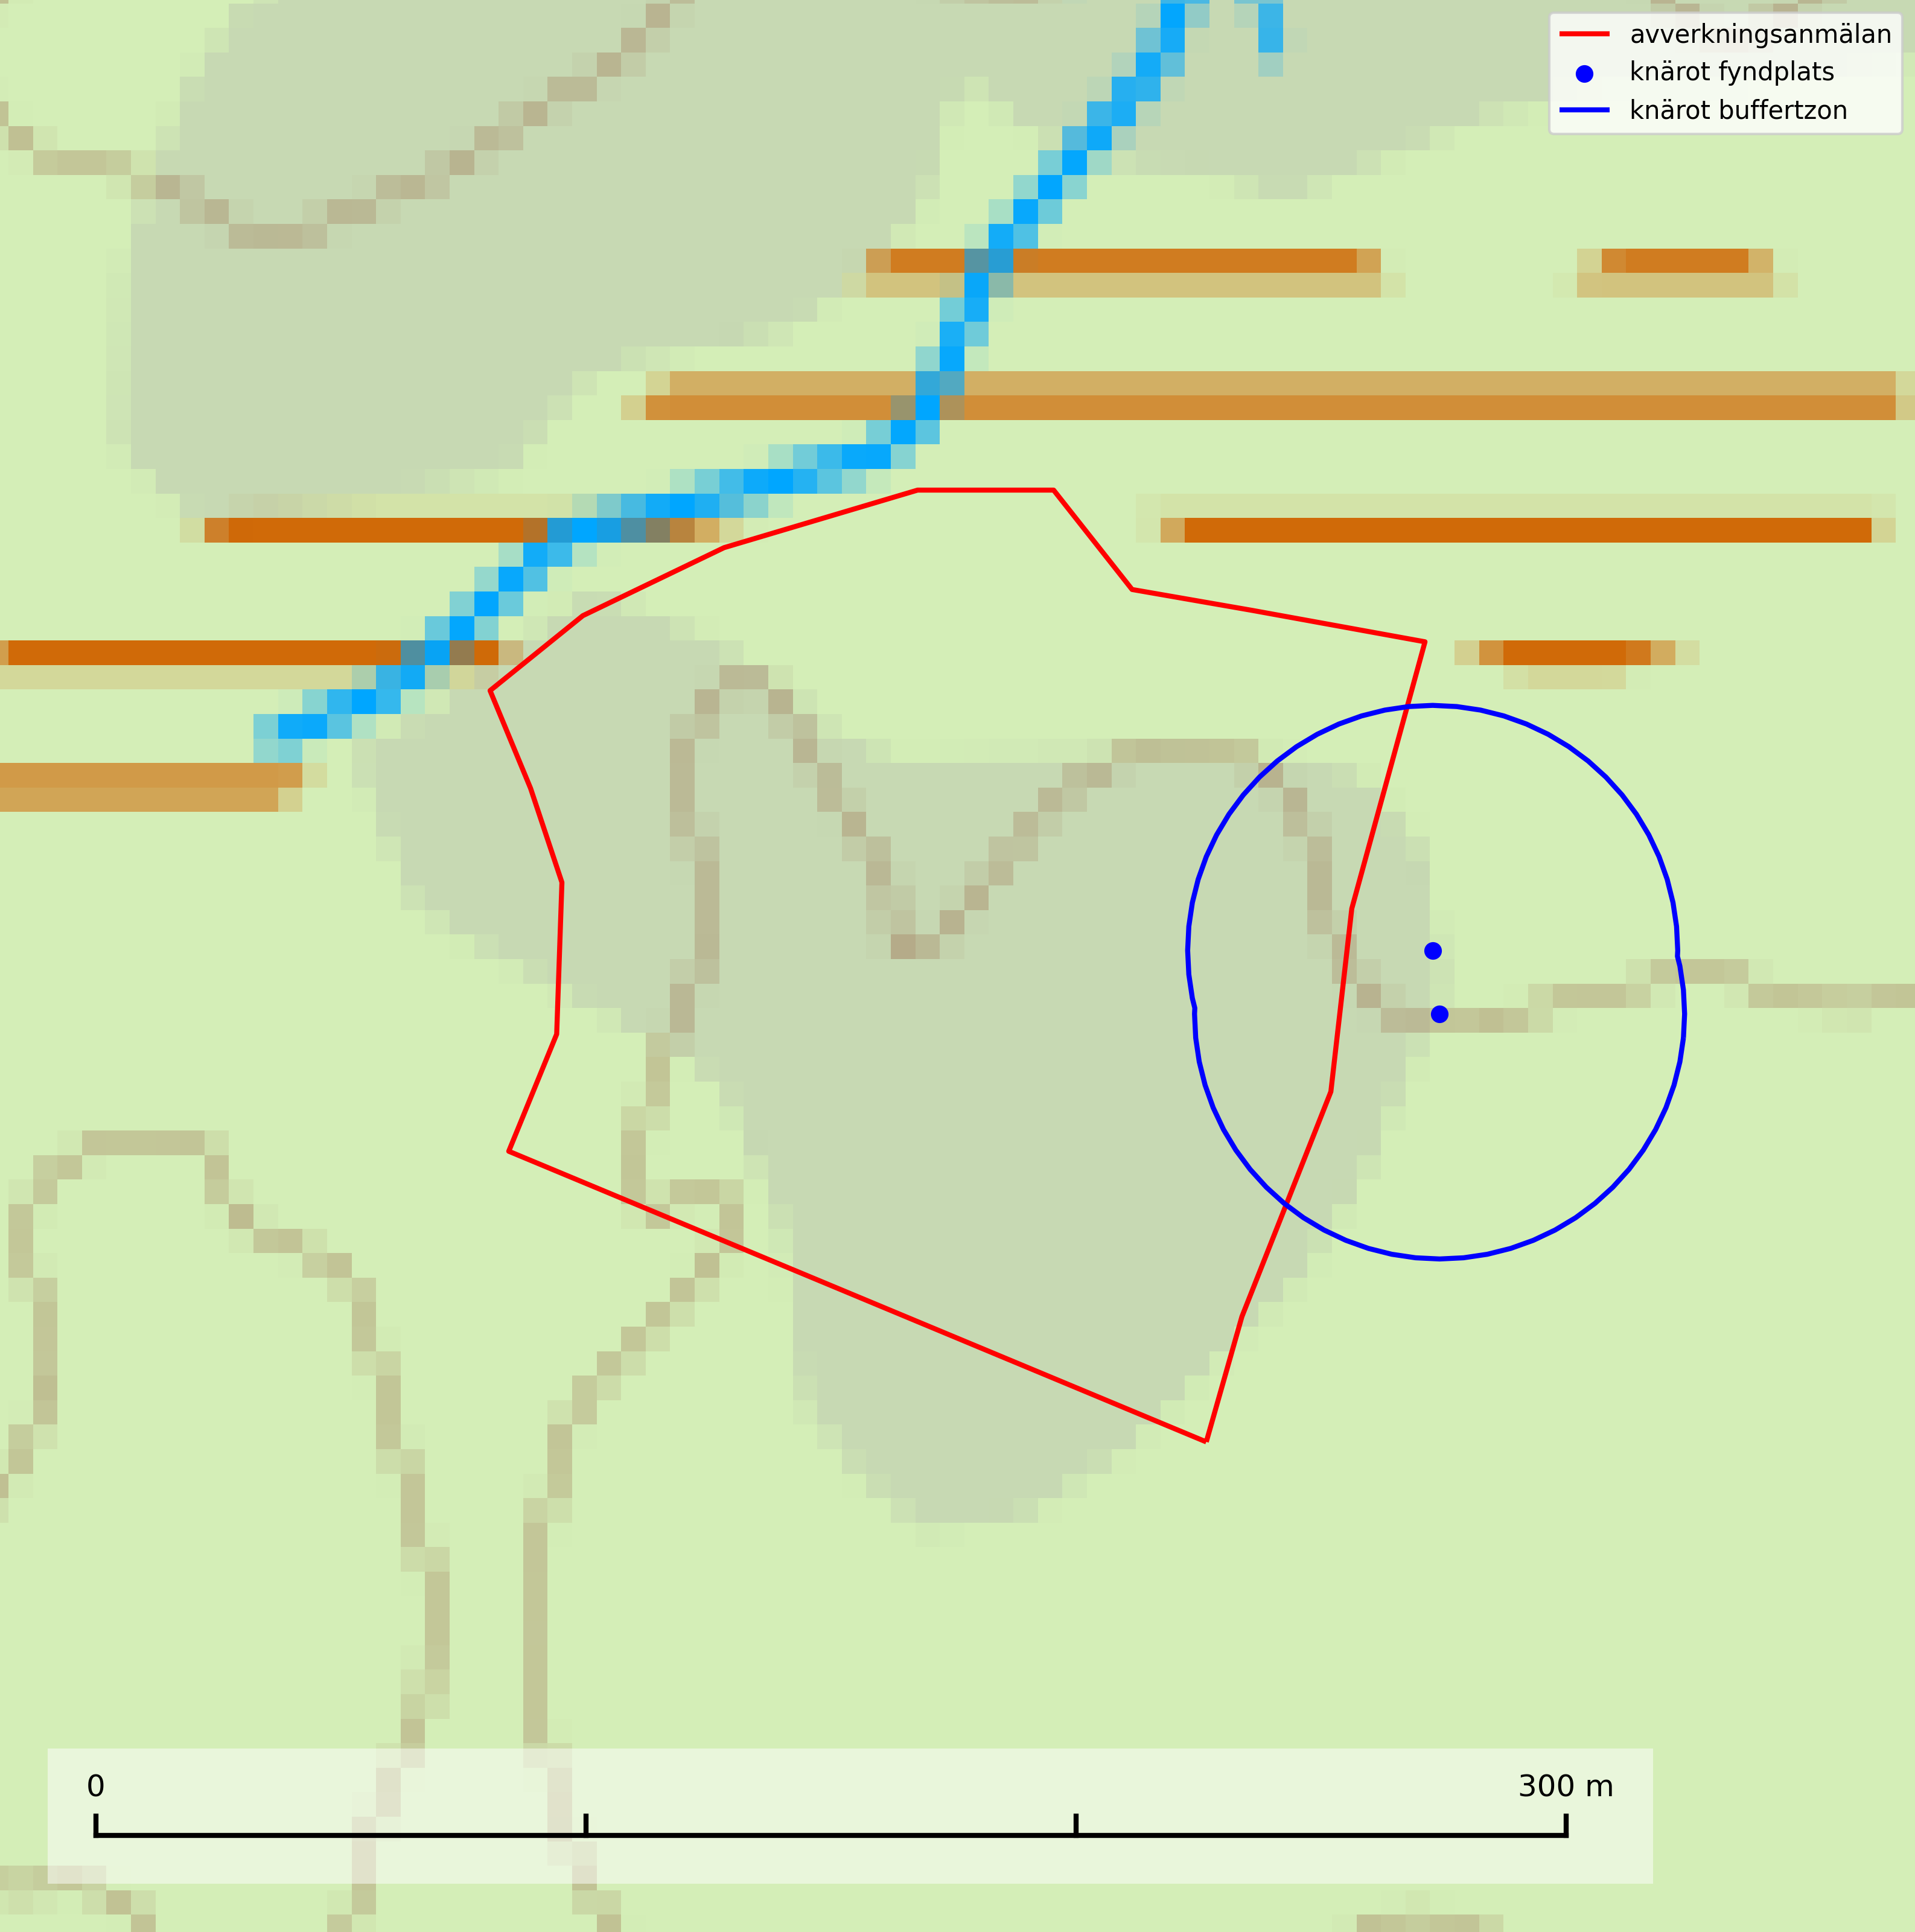 avverkningsanmälan
knärot fyndplats
knärot buffertzon
0
300 m